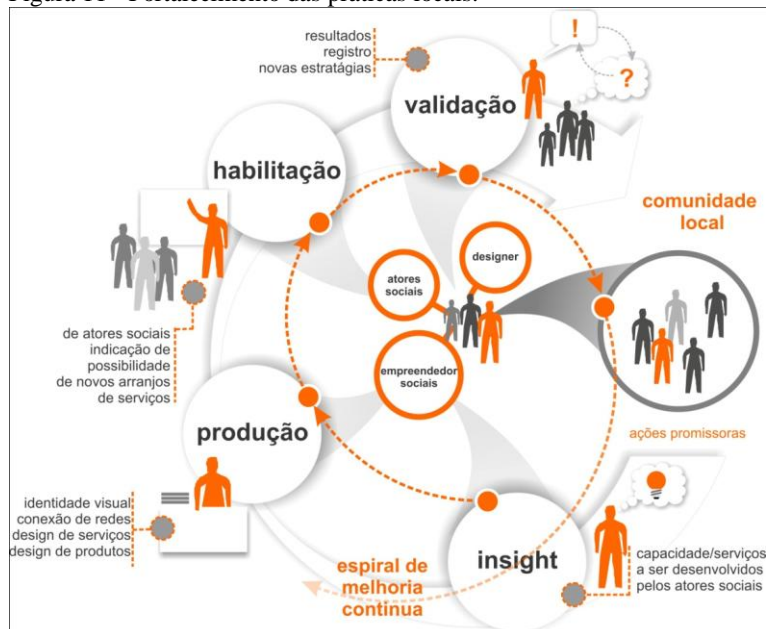 Figura 11 - Fortalecimento das práticas locais.
resultados
registro
novas estratágias
!
?
validação
habilitação
comunidade
local
designer
atores
sociais
empreendedor
sociais
de atores sociais
indicação de
possibilidade
de novos arranjos
de serviços
produção
ações promissoras
identidade visual
conexão de redes
design de serviços
design de produtos
insight
espiral de
melhoria
continua
capacidade/serviços
a ser desenvolvidos
pelos atores sociais